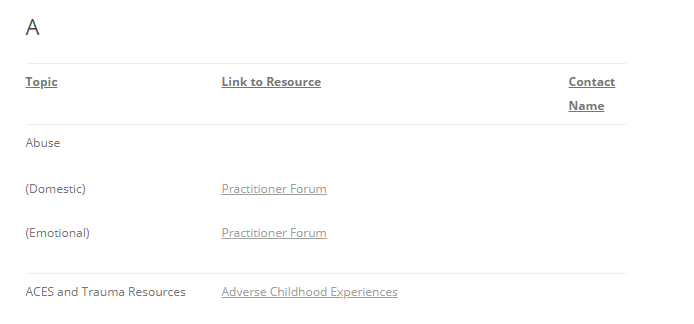 A
Topic Link to Resource Contact
Name
Abuse
(Domestic) Practitioner Forum
(Emotional) Practitioner Forum
ACES and Trauma Resources Adverse Childhood Experiences